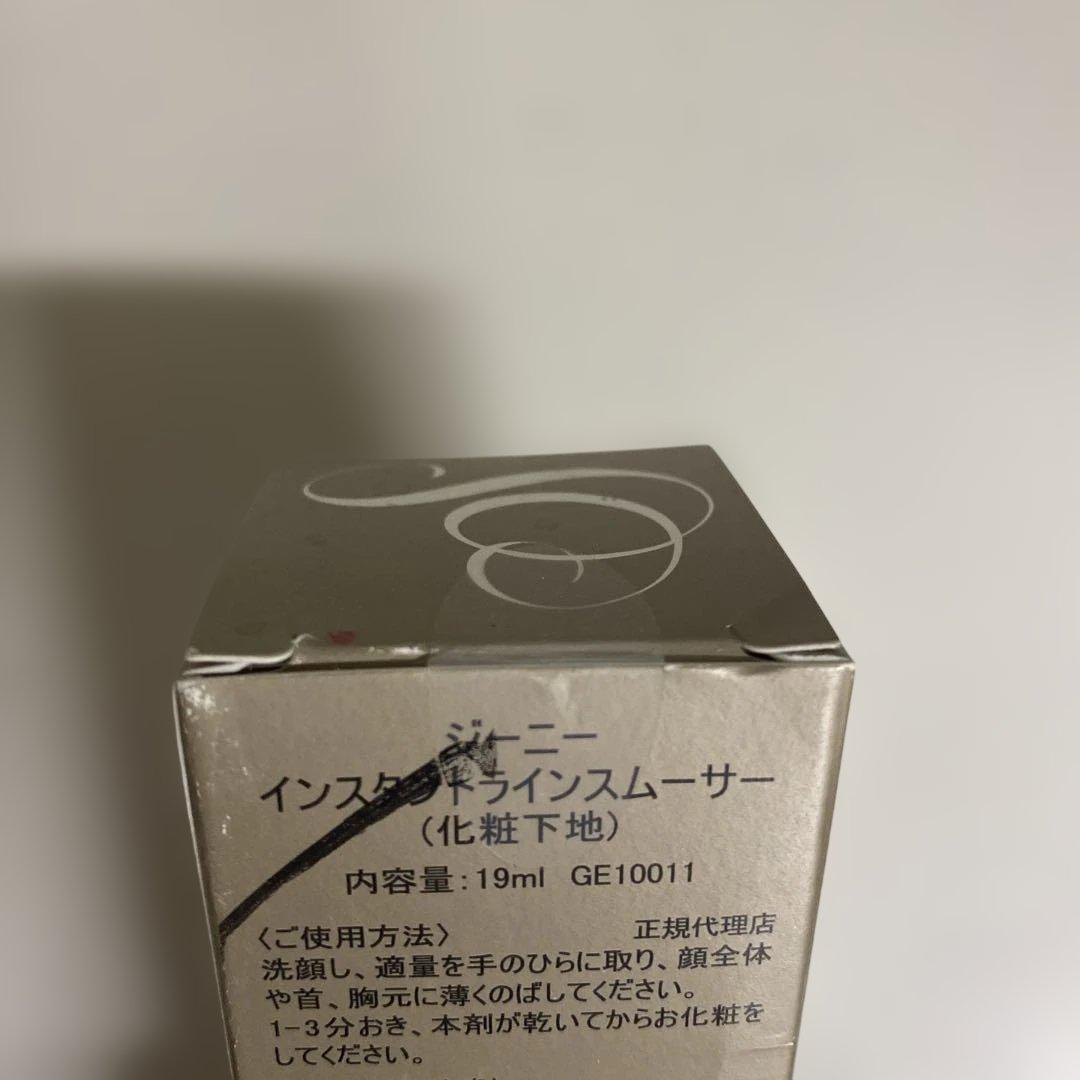 ジーニー
インスタントラインスムーサー
(化粧下地)
内容量:19ml GE10011
〈ご使用方法〉 正規代理店
洗顔し、適量を手のひらに取り、顔全体
や首、胸元に薄くのばしてください。
1-3分おき、本剤が乾いてからお化粧を
してください。